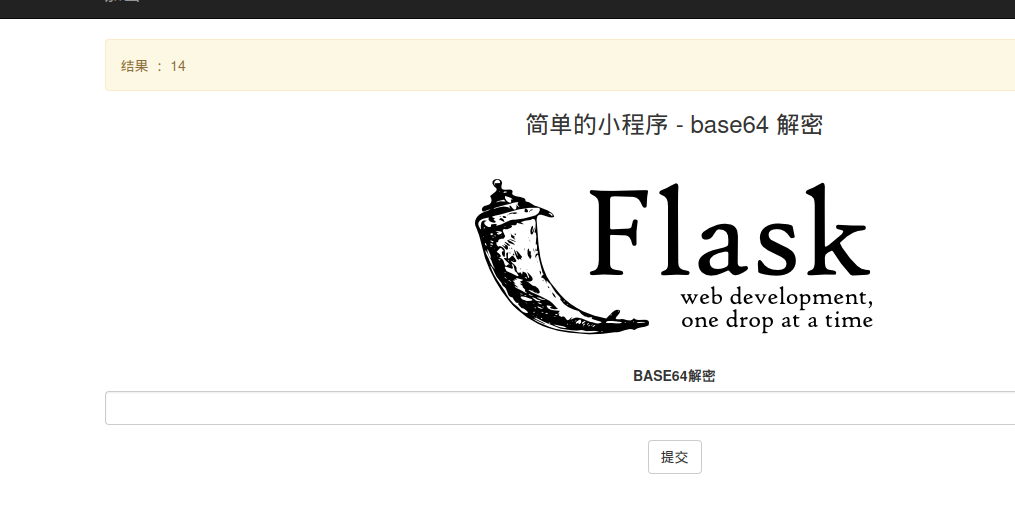 结果 ： 14
简单的小程序 - base64 解密
Flask
web development,
one drop at a time
BASE64解密
提交